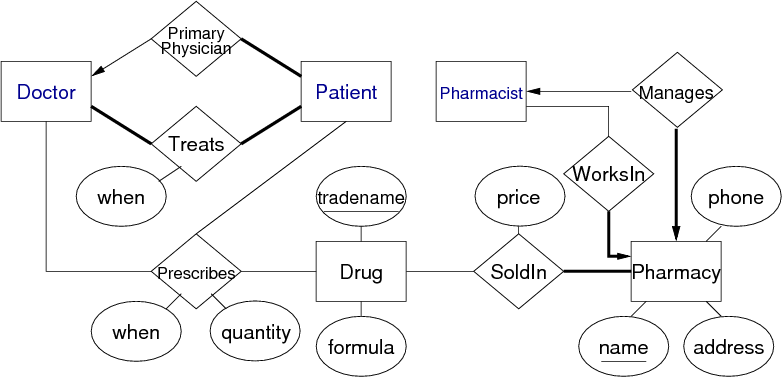 Primary
Physician
Doctor
Patient
Pharmacist
Manages
Treats
WorksIn
when
tradename
price
phone
Prescribes
Drug
SoldIn
Pharmacy
when
quantity
formula
name
address